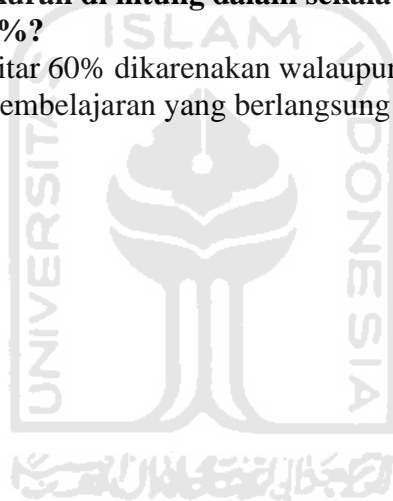 kuran di hitung dalam sekala
%?
itar 60% dikarenakan walaupun
embelajaran yang berlangsung
ISLAM
UNIVERSITAS
INDONESIA